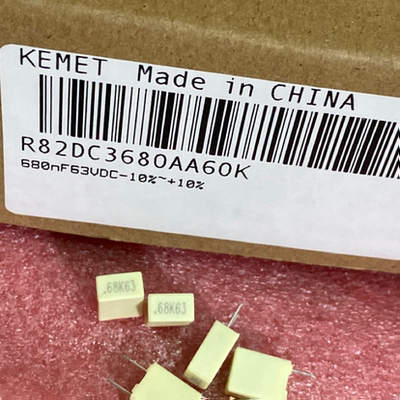 KEMET Made in CHINA
R82DC3680AA60K
680nF63VDC-10%~+10%
.68K63
.68K63